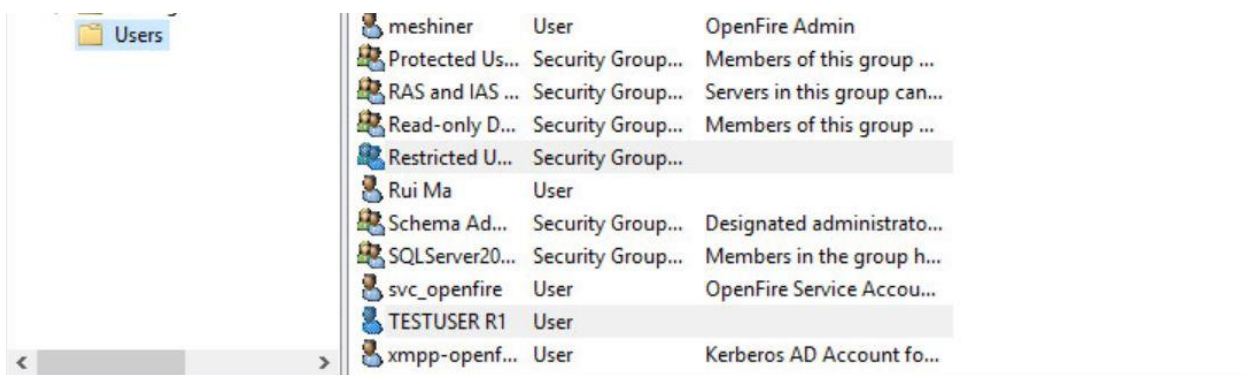 Users
meshiner User OpenFire Admin
Protected Us... Security Group... Members of this group ...
RAS and IAS ... Security Group... Servers in this group can...
Read-only D... Security Group... Members of this group ...
Restricted U... Security Group...
Rui Ma User
Schema Ad... Security Group... Designated administrato...
SQLServer20... Security Group... Members in the group h...
svc_openfire User OpenFire Service Accou...
TESTUSER R1 User
xmpp-openf... User Kerberos AD Account fo...